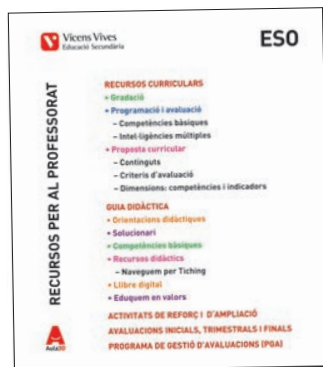 Vicens Vives
Educació Secundària
ESO
RECURSOS PER AL PROFESSORAT
RECURSOS CURRICULARS
• Gradació
• Programació i avaluació
– Competències bàsiques
– Intel·ligències múltiples
• Proposta curricular
– Continguts
– Criteris d'avaluació
– Dimensions: competències i indicadors
GUIA DIDÀCTICA
• Orientacions didàctiques
• Solucionari
• Competències bàsiques
• Recursos didàctics
– Naveguem per Tiching
• Llibre digital
• Eduquem en valors
ACTIVITATS DE REFORÇ I D'AMPLIACIÓ
AVALUACIONS INICIALS, TRIMESTRALS I FINALS
PROGRAMA DE GESTIÓ D'AVALUACIONS (PGA)
Aula3D